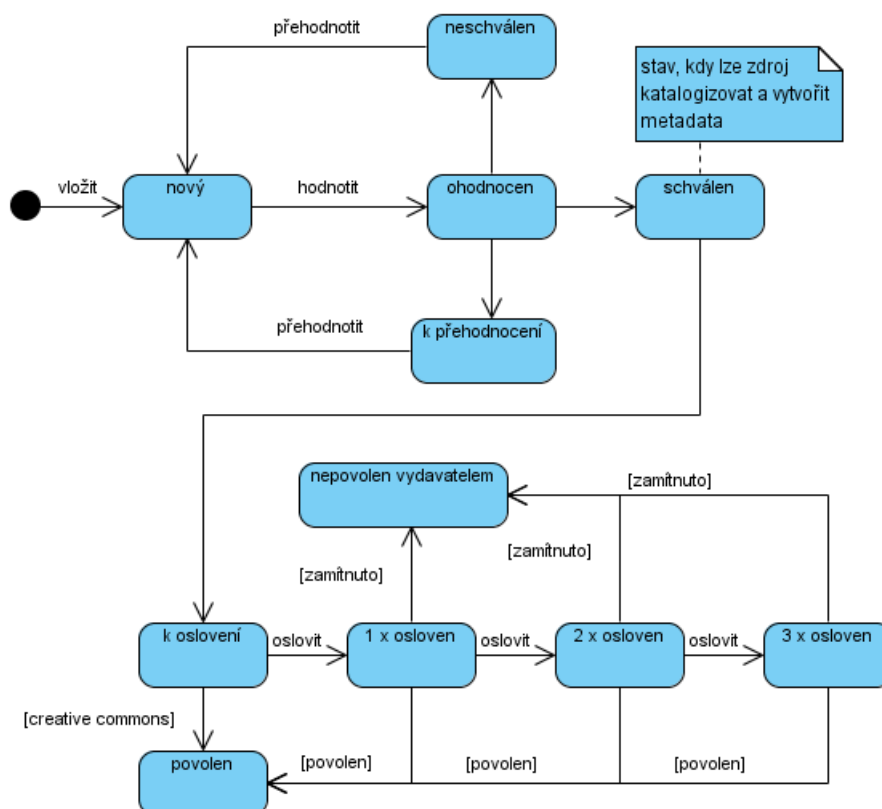 přehodnotit
neschválen
stav, kdy lze zdroj
katalogizovat a vytvořit
metadata
vložit
nový
hodnotit
ohodnocen
schválen
přehodnotit
k přehodnocení
nepovolen vydavatelem
[zamítnuto]
[zamítnuto]
[zamítnuto]
k oslovení
oslovit
1 x osloven
oslovit
2 x osloven
oslovit
3 x osloven
[creative commons]
povolen
[povolen]
[povolen]
[povolen]